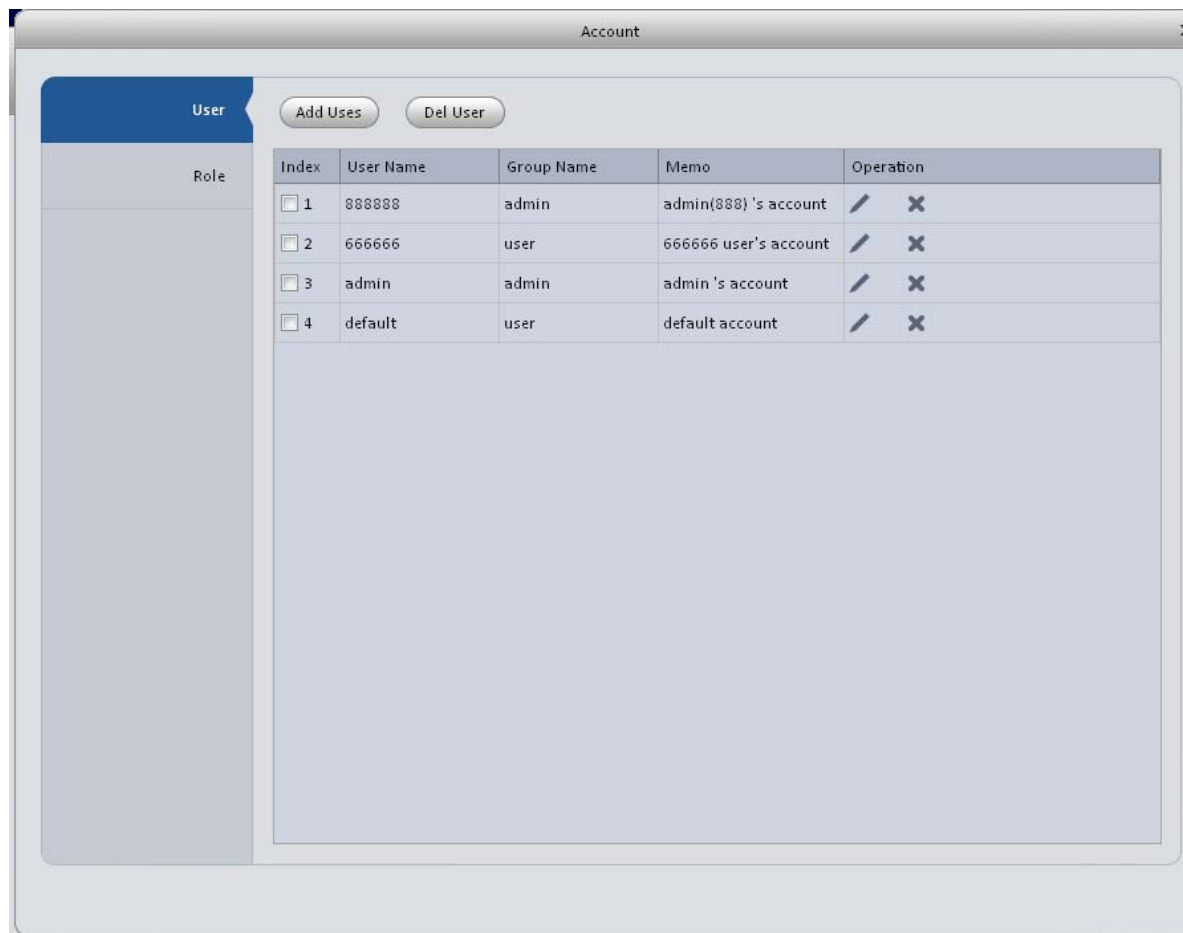 Account
User
Add Uses Del User
Role
Index User Name Group Name Memo Operation
1 888888 admin admin(888) 's account
2 666666 user 666666 user's account
3 admin admin admin 's account
4 default user default account